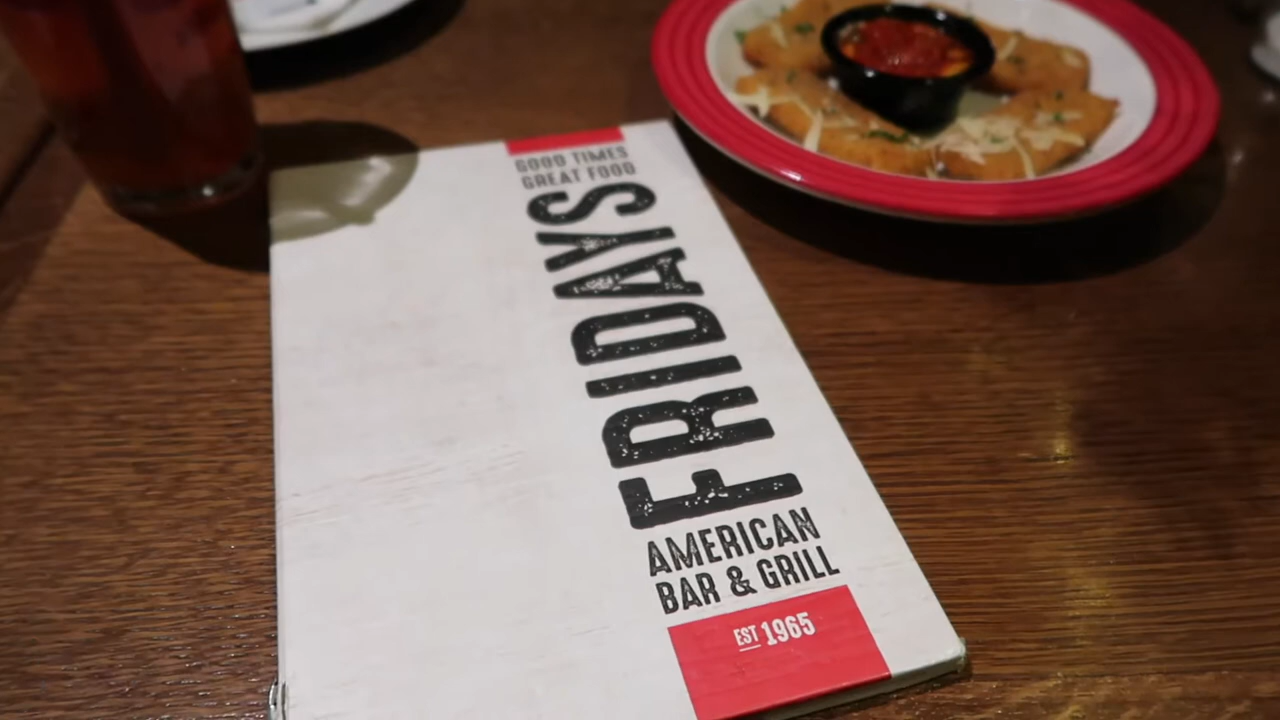 GOOD TIMES
GREAT FOOD
FRIDAYS
AMERICAN
BAR & GRILL
EST 1965